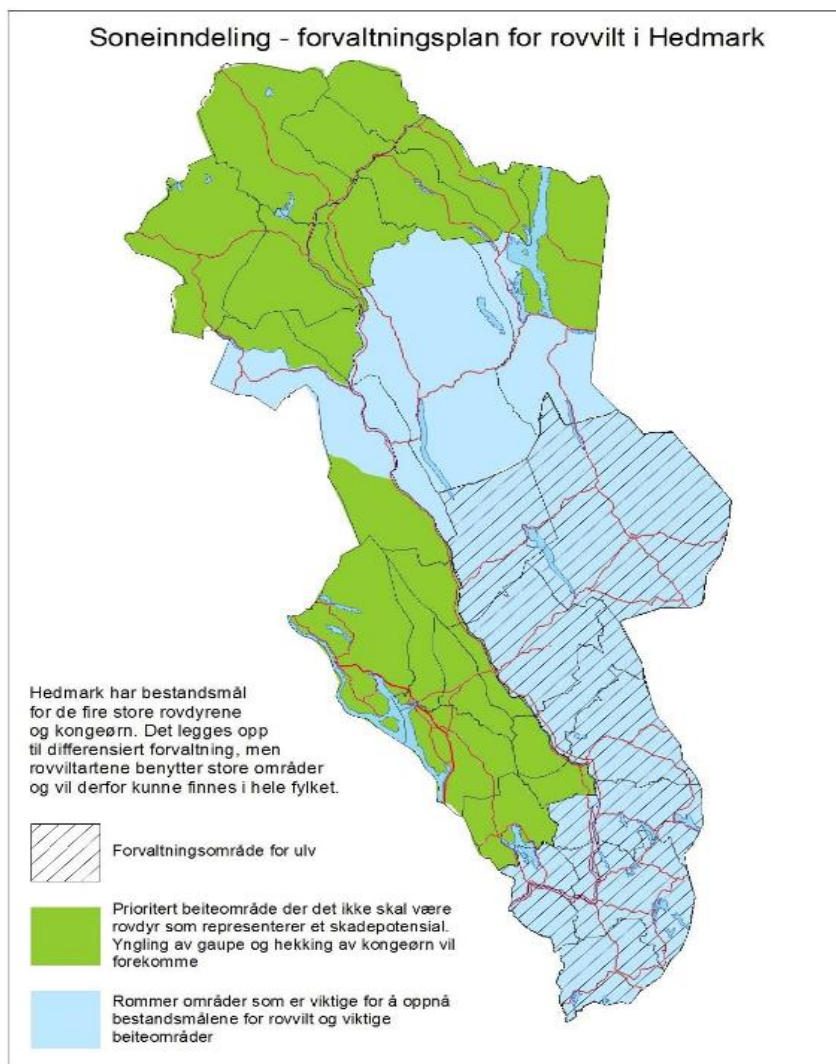 Soneinndeling - forvaltningsplan for rovvilt i Hedmark
Hedmark har bestandsmål
for de fire store rovdyrene
og kongeørn. Det legges opp
til differensiert forvaltning, men
rovviltartene benytter store områder
og vil derfor kunne finnes i hele fylket.
Forvaltningsområde for ulv
Prioritert beiteområde der det ikke skal være
rovdyr som representerer et skadepotensial.
Yngling av gaupe og hekking av kongeørn vil
forekomme
Rommer områder som er viktige for å oppnå
bestandsmålene for rovvilt og viktige
beiteområder